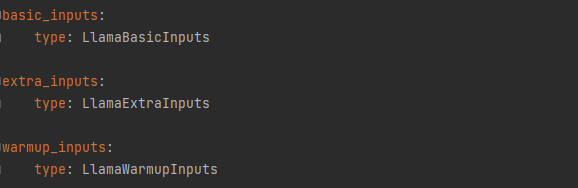 basic_inputs:
type: LlamaBasicInputs
extra_inputs:
type: LlamaExtraInputs
warmup_inputs:
type: LlamaWarmupInputs